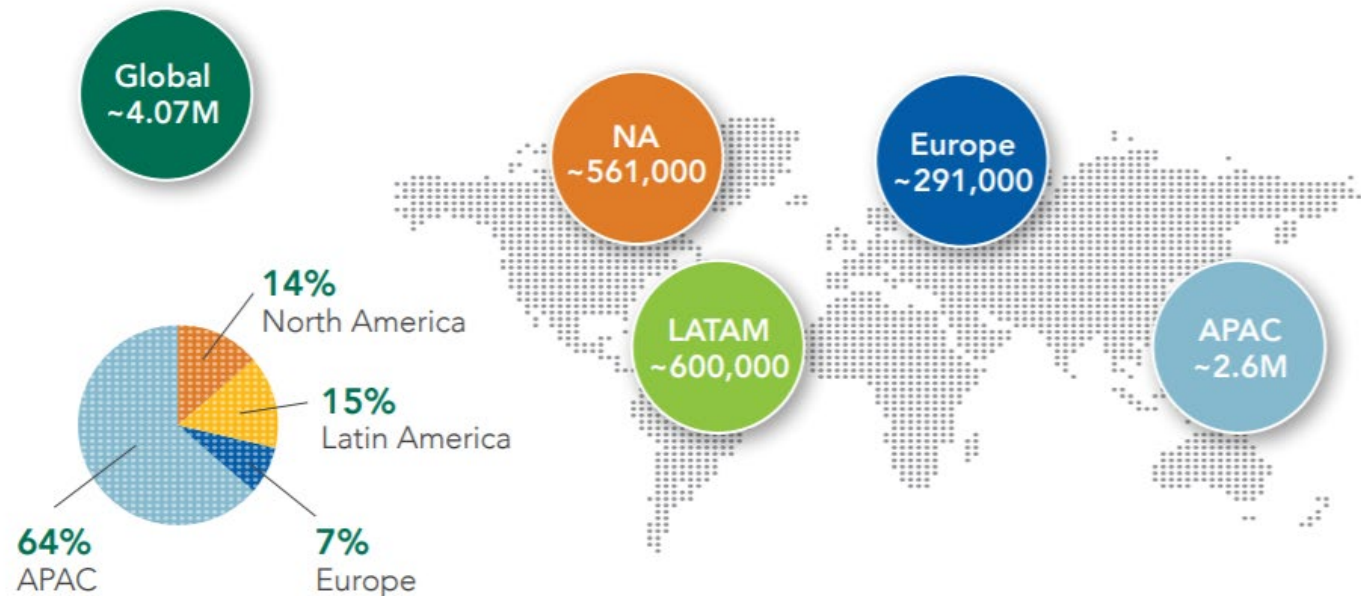 Global
~4.07M
NA
~561,000
Europe
~291,000
LATAM
~600,000
APAC
~2.6M
14%
North America
15%
Latin America
7%
Europe
64%
APAC